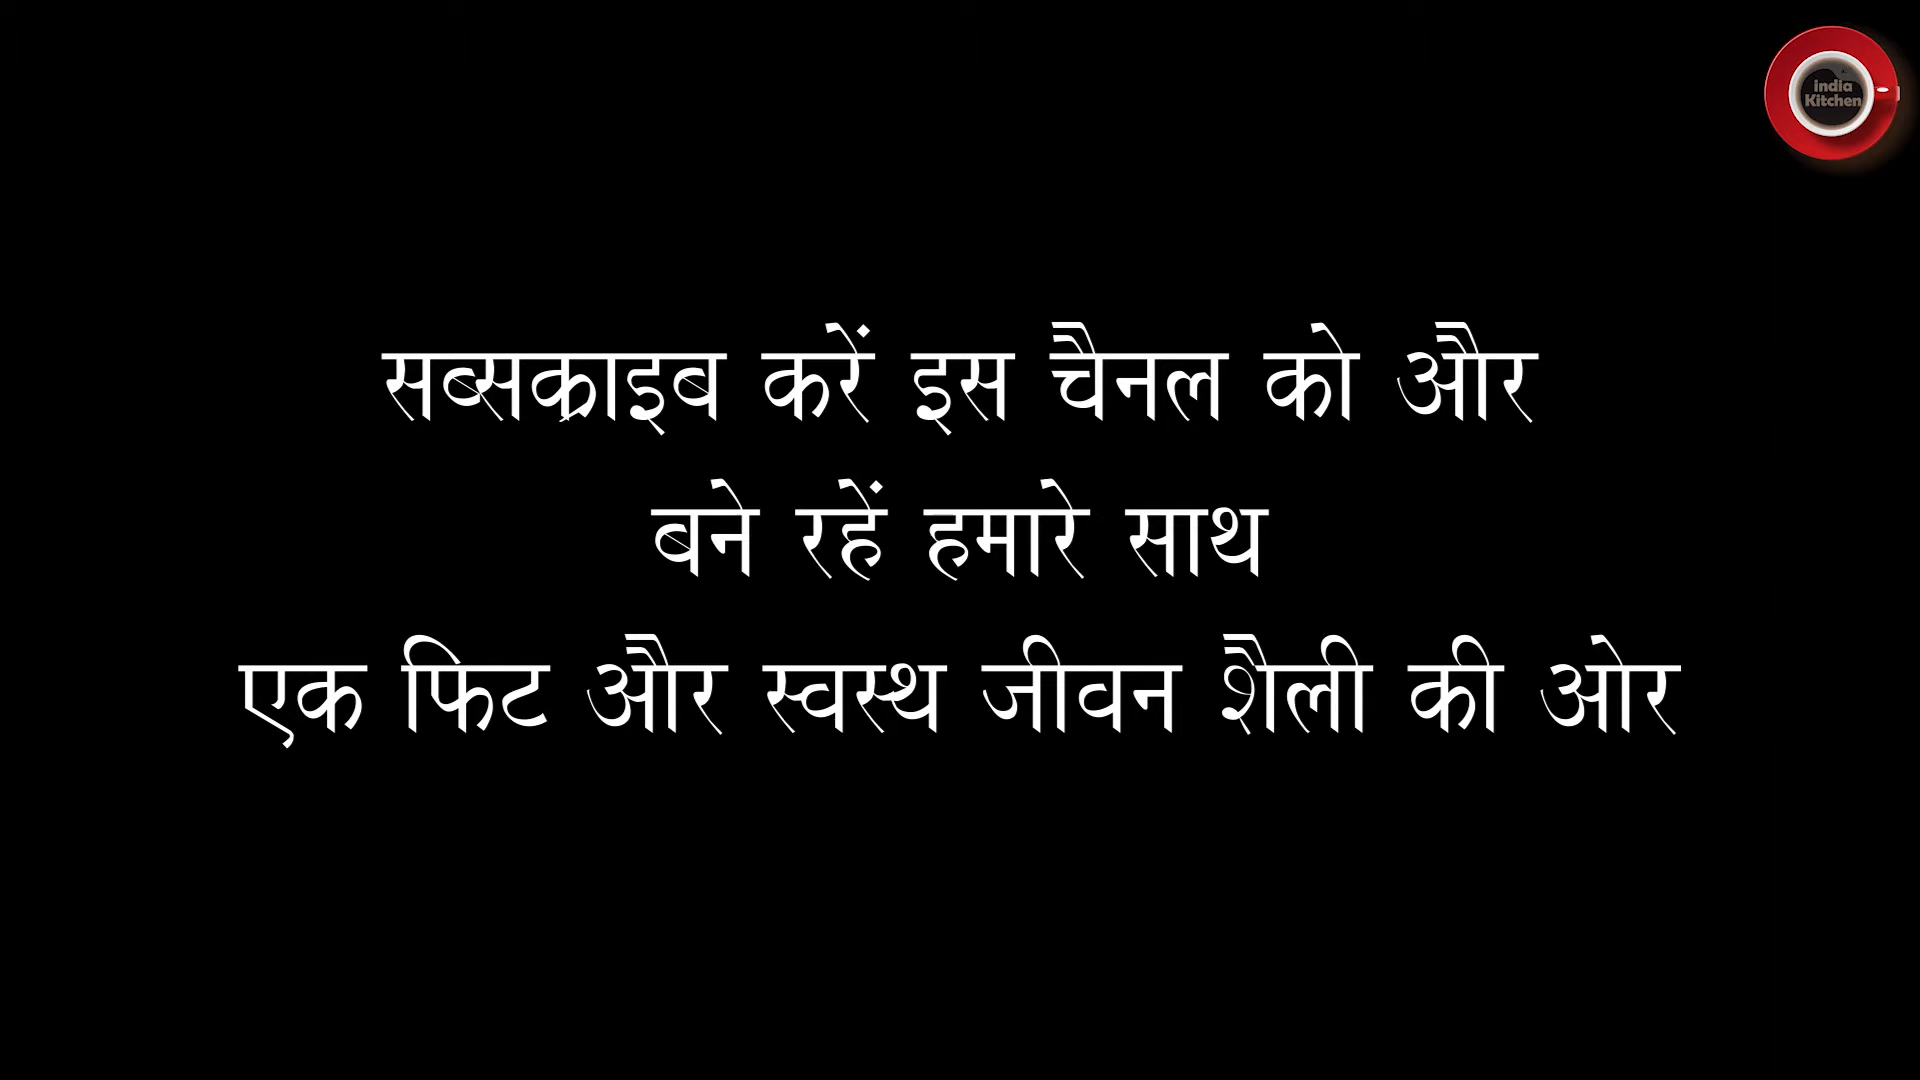 india
Kitchen
सब्सक्राइब करें इस चैनल को और
बने रहें हमारे साथ
एक फिट और स्वस्थ जीवन शैली की ओर